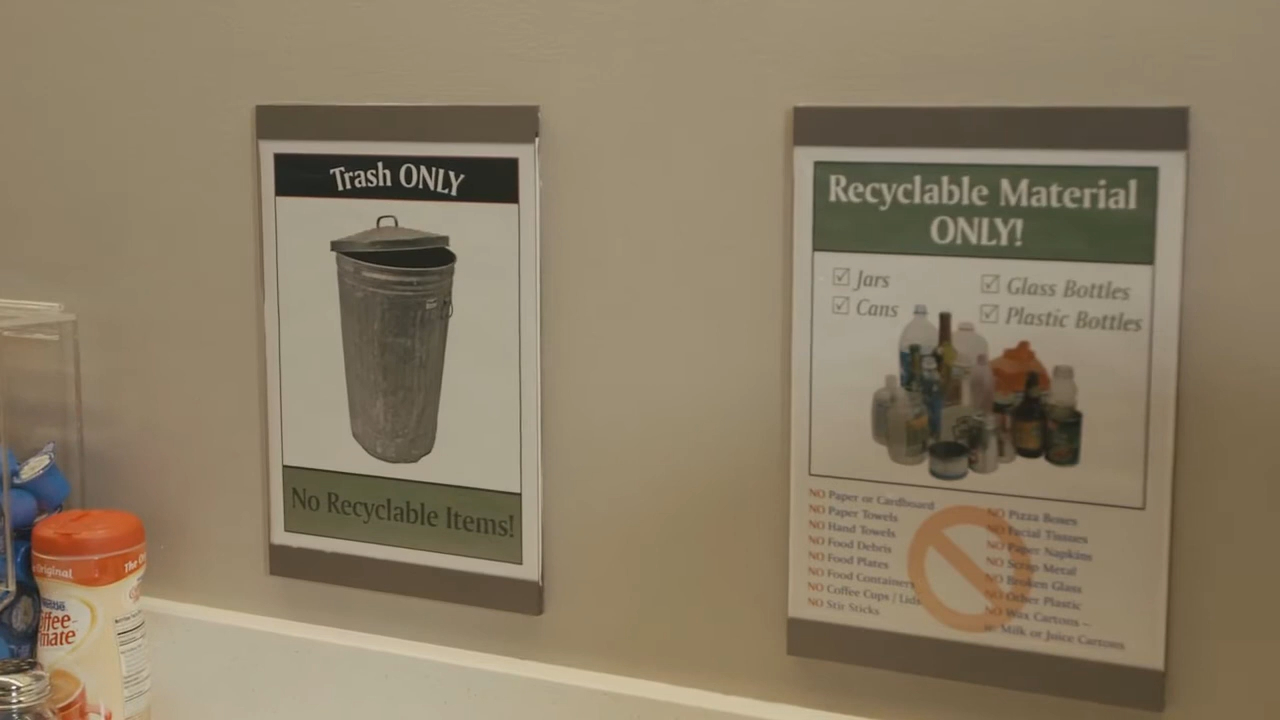 Trash ONLY
No Recyclable Items!
Recyclable Material
ONLY!
☑ Jars
☑ Cans
☑ Glass Bottles
☑ Plastic Bottles
NO Paper or Cardboard
NO Paper Towels
NO Hand Towels
NO Food Debris
NO Food Plates
NO Food Containers
NO Coffee Cups / Lids
NO Stir Sticks
NO Pizza Boxes
NO Facial Tissues
NO Paper Napkins
NO Scrap Metal
NO Broken Glass
NO Other Plastic
NO Wax Cartons –
Milk or Juice Cartons
Original
The
Nestle
Coffee
mate